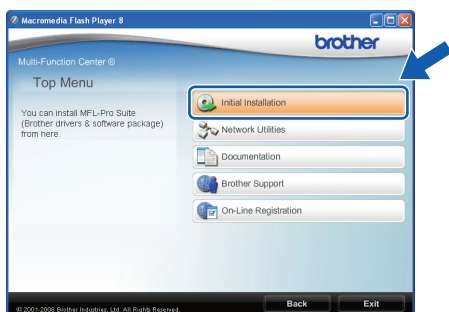 Macromedia Flash Player 8
brother
Multi-Function Center ®
Top Menu
You can install MFL-Pro Suite
(Brother drivers & software package)
from here.
Initial Installation
Network Utilities
Documentation
Brother Support
On-Line Registration
© 2001-2008 Brother Industries, Ltd. All Rights Reserved.
Back
Exit